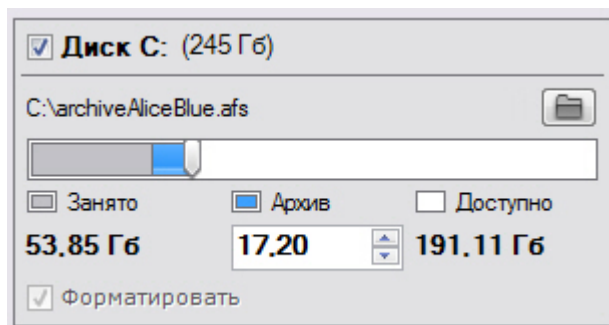 Диск C: (245 Гб)
C:\archiveAliceBlue.afs
Занято Архив Доступно
53.85 Гб 17.20 191.11 Гб
Форматировать